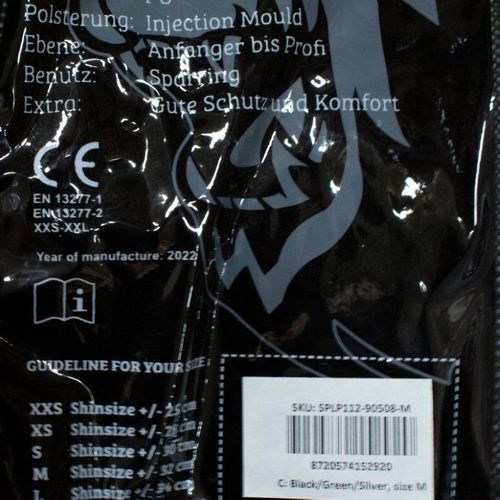 Polsterung: Injection Mould
Ebene: Anfanger bis Profi
Benutz: Sparring
Extra: Gute Schutz und Komfort
CE
EN 13277-1
EN 13277-2
XXS-XXL
Year of manufacture: 2022
GUIDELINE FOR YOUR SIZE
XXS Shinsize +/- 25 cm
XS Shinsize +/- 28 cm
S Shinsize +/- 30 cm
M Shinsize +/- 32 cm
L Shinsize +/- 34 cm
SKU: SPLP112-90508-M
8720574152920
C: Black/Green/Silver, size M